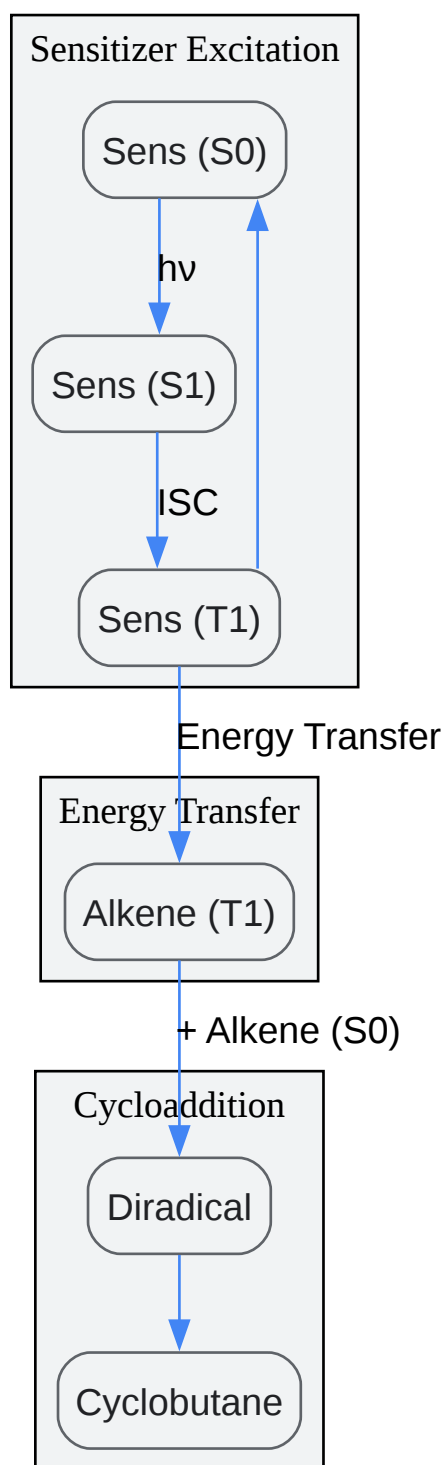 Sensitizer Excitation
Sens (S0)
hν
Sens (S1)
ISC
Sens (T1)
Energy Transfer
Energy Transfer
Alkene (T1)
+ Alkene (S0)
Cycloaddition
Diradical
Cyclobutane